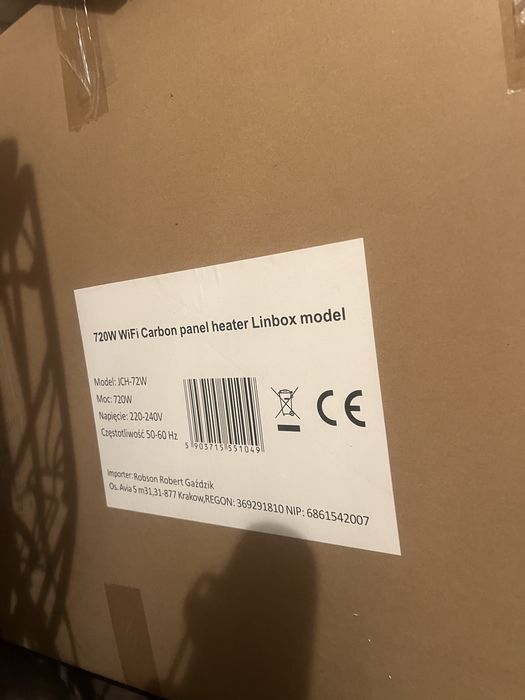 720W WiFi Carbon panel heater Linbox model
Model: JCH-72W
Moc: 720W
Napięcie: 220-240V
Częstotliwość 50-60 Hz
5 903715 551049
CE
Importer: Robson Robert Gaździk
Os. Avia 5 m31,31-877 Krakow,REGON: 369291810 NIP: 6861542007